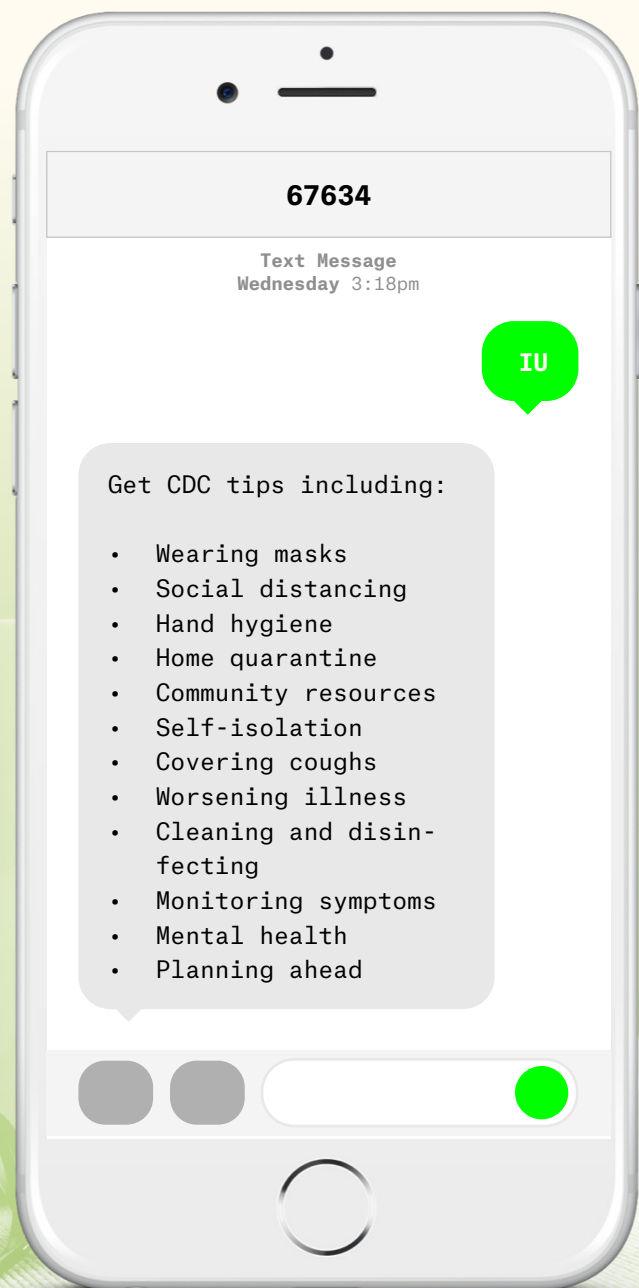 67634
Text Message
Wednesday 3:18pm
IU
Get CDC tips including:
• Wearing masks
• Social distancing
• Hand hygiene
• Home quarantine
• Community resources
• Self-isolation
• Covering coughs
• Worsening illness
• Cleaning and disin-
fecting
• Monitoring symptoms
• Mental health
• Planning ahead